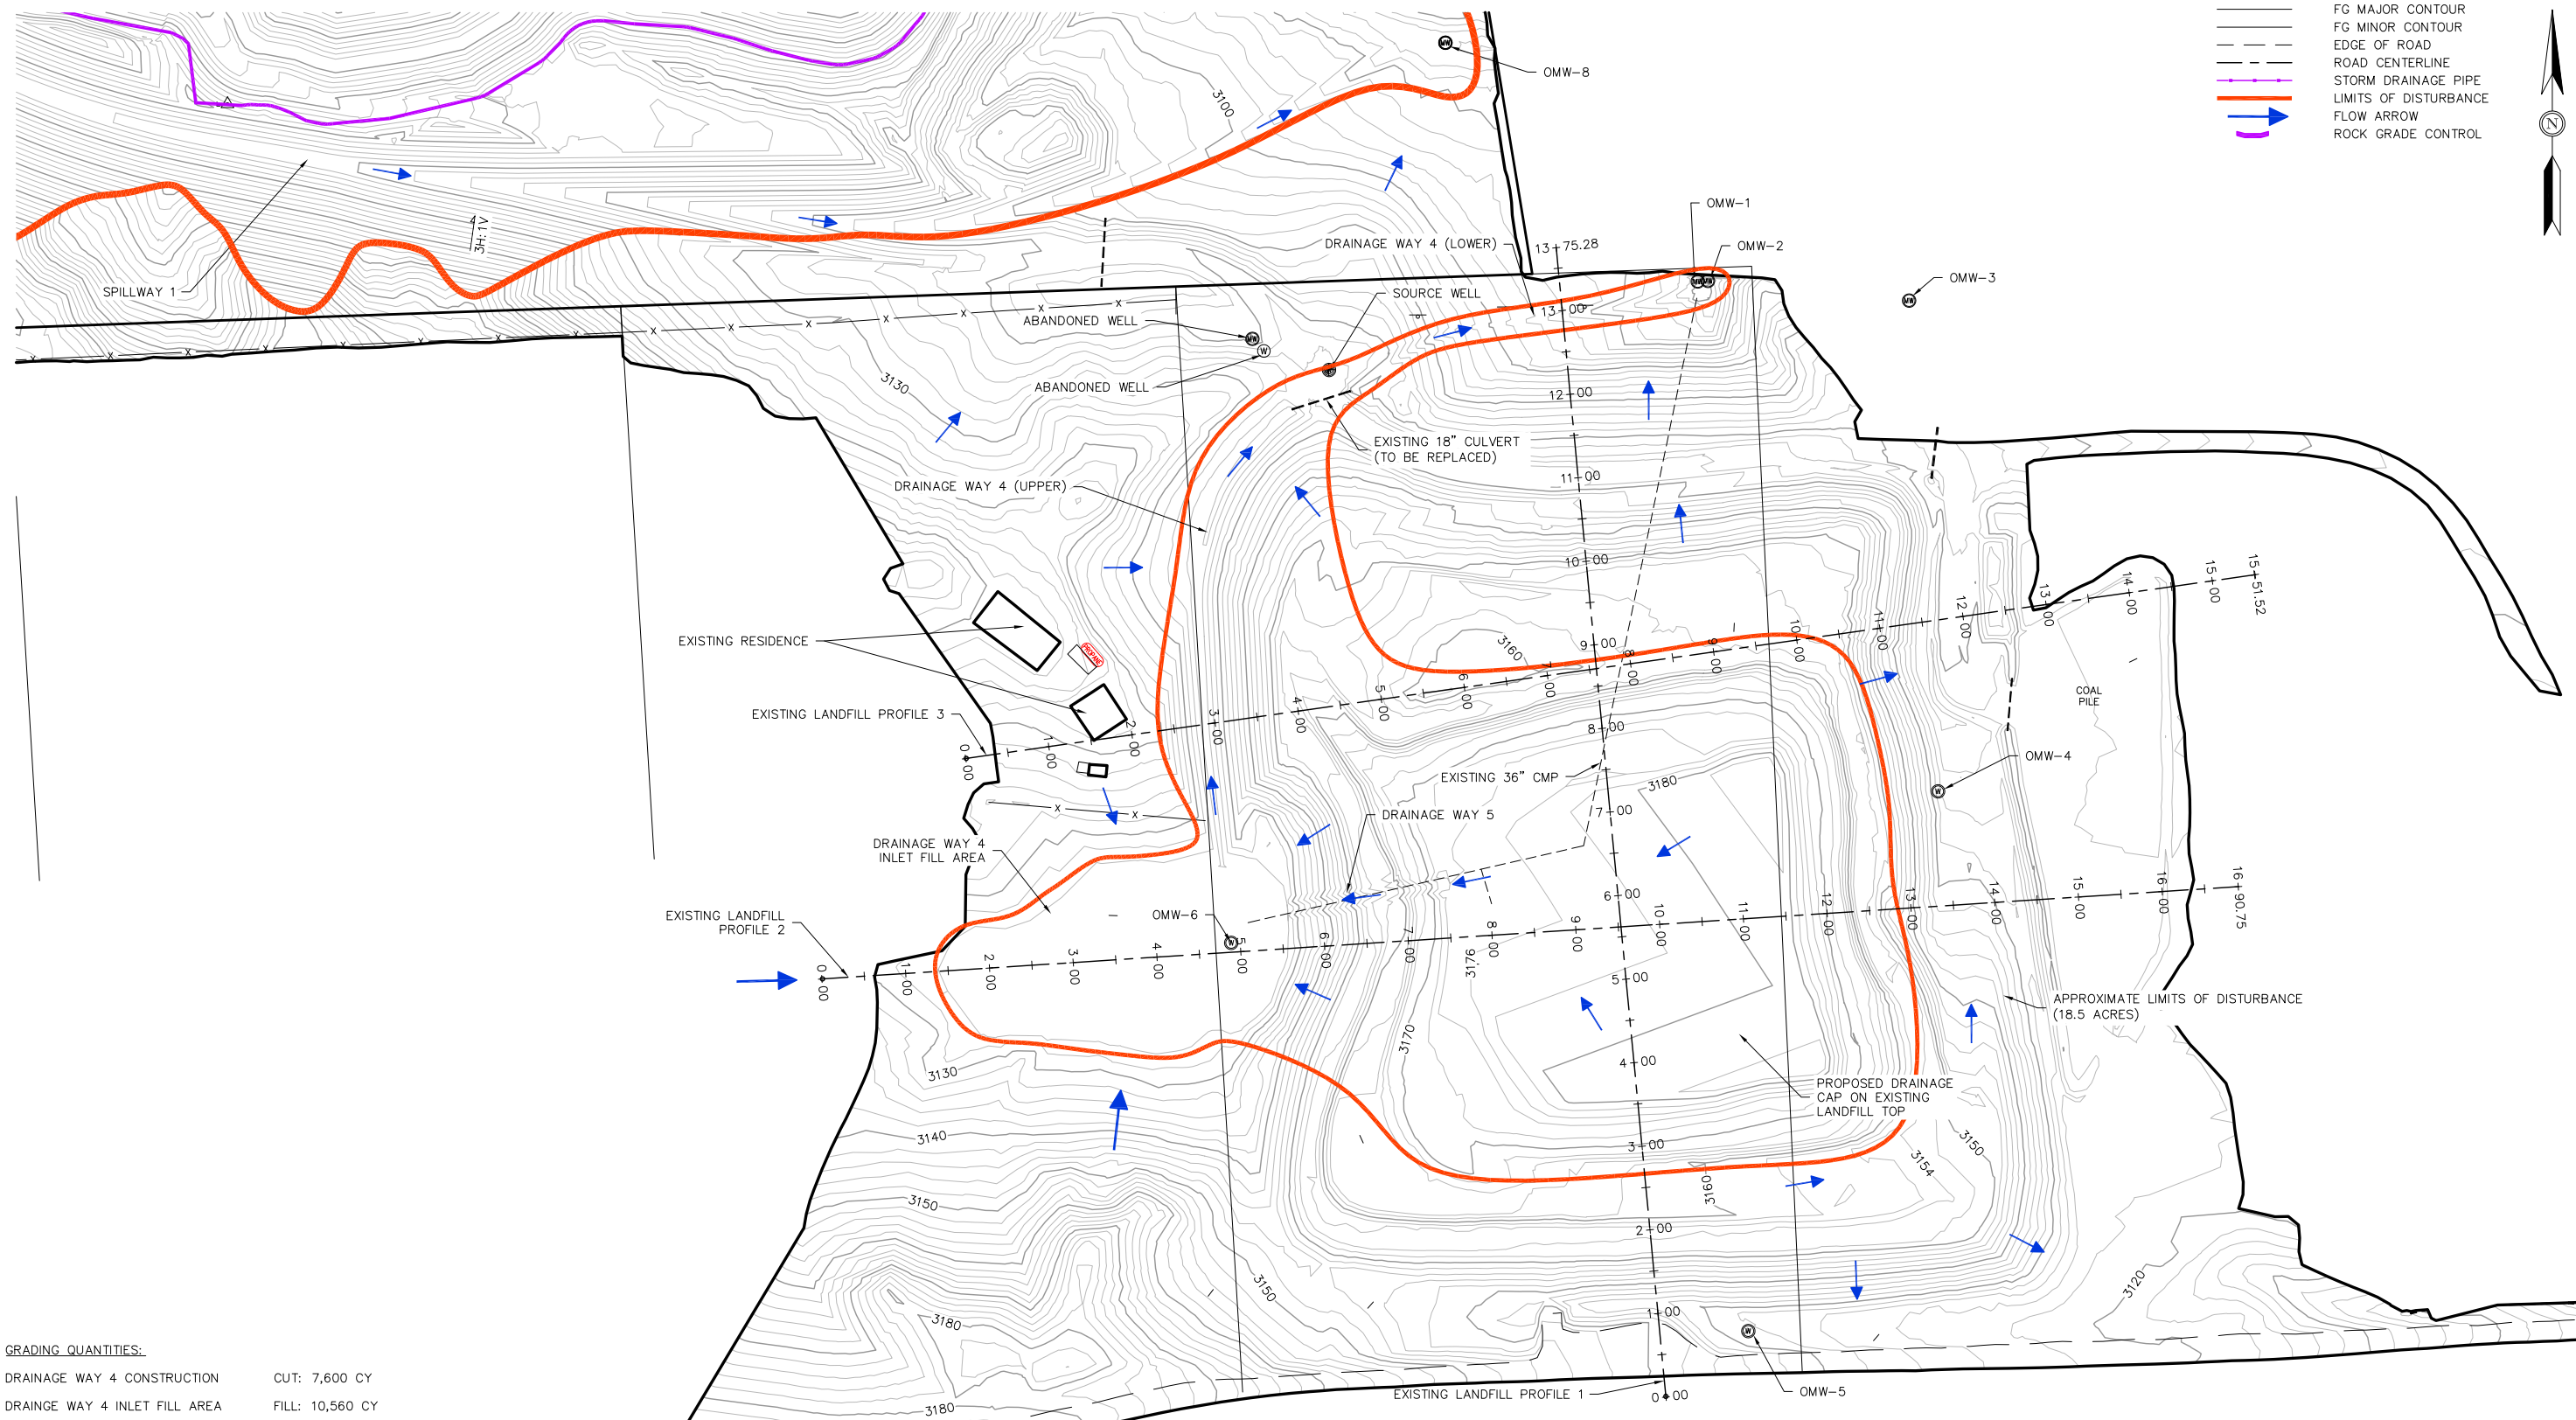 FG MAJOR CONTOUR
FG MINOR CONTOUR
EDGE OF ROAD
ROAD CENTERLINE
STORM DRAINAGE PIPE
LIMITS OF DISTURBANCE
FLOW ARROW
ROCK GRADE CONTROL
N
MW
OMW-8
3100
OMW-1
DRAINAGE WAY 4 (LOWER)
13+75.28
OMW-2
4
3H:1V
SPILLWAY 1
SOURCE WELL
MW MW
MW
OMW-3
13+00
ABANDONED WELL
MW
W
3130
ABANDONED WELL
12+00
EXISTING 18" CULVERT
(TO BE REPLACED)
11+00
DRAINAGE WAY 4 (UPPER)
10+00
EXISTING RESIDENCE
PROPANE
3160
9+00
COAL
PILE
EXISTING LANDFILL PROFILE 3
0+00 1+00 2+00 3+00 4+00 5+00 6+00 7+00 8+00 9+00 10+00 11+00 12+00 13+00 14+00 15+00 15+51.52
8+00
OMW-4
W
EXISTING 36" CMP
3180
7+00
DRAINAGE WAY 5
DRAINAGE WAY 4
INLET FILL AREA
6+00
OMW-6
W
EXISTING LANDFILL
PROFILE 2
0+00 1+00 2+00 3+00 4+00 5+00 6+00 7+00 8+00 9+00 10+00 11+00 12+00 13+00 14+00 15+00 16+00 16+90.75
3176
5+00
APPROXIMATE LIMITS OF DISTURBANCE
(18.5 ACRES)
3170
4+00
3130
PROPOSED DRAINAGE
CAP ON EXISTING
LANDFILL TOP
3140
3+00
3150
3154
3160
3150
2+00
3150
3120
1+00
3180
W
OMW-5
EXISTING LANDFILL PROFILE 1
0+00
3180
GRADING QUANTITIES:
DRAINAGE WAY 4 CONSTRUCTION CUT: 7,600 CY
DRAINGE WAY 4 INLET FILL AREA FILL: 10,560 CY